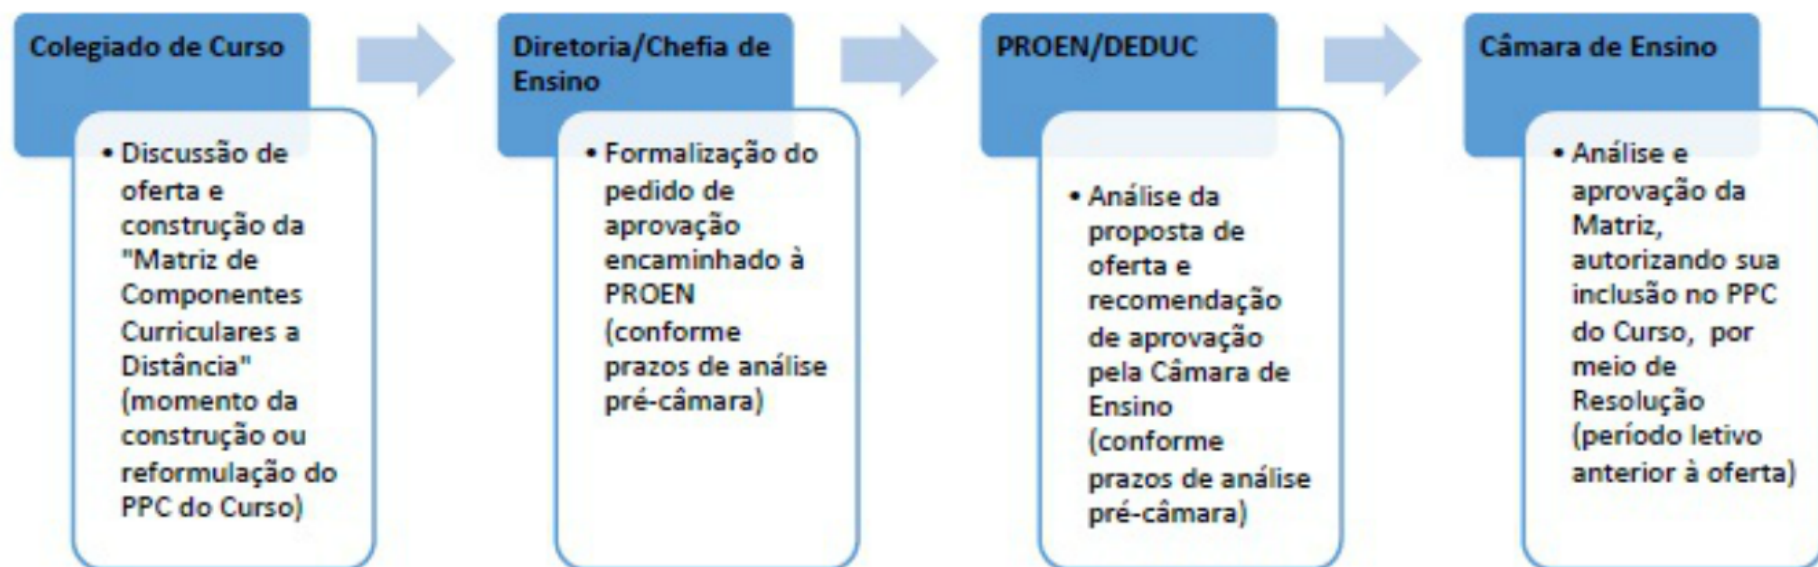 Colegiado de Curso
• Discussão de
oferta e
construção da
"Matriz de
Componentes
Curriculares a
Distância"
(momento da
construção ou
reformulação do
PPC do Curso)
Diretoria/Chefia de
Ensino
• Formalização do
pedido de
aprovação
encaminhado à
PROEN
(conforme
prazos de análise
pré-câmara)
PROEN/DEDUC
• Análise da
proposta de
oferta e
recomendação
de aprovação
pela Câmara de
Ensino
(conforme
prazos de análise
pré-câmara)
Câmara de Ensino
• Análise e
aprovação da
Matriz,
autorizando sua
inclusão no PPC
do Curso, por
meio de
Resolução
(período letivo
anterior à oferta)